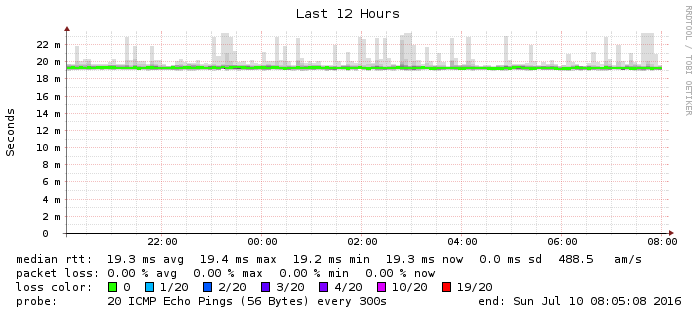 Last 12 Hours
RRDTOOL / TOBI OETIKER
Seconds
22 m
20 m
18 m
16 m
14 m
12 m
10 m
8 m
6 m
4 m
2 m
0
22:00 00:00 02:00 04:00 06:00 08:00
median rtt: 19.3 ms avg 19.4 ms max 19.2 ms min 19.3 ms now 0.0 ms sd 488.5 am/s
packet loss: 0.00 % avg 0.00 % max 0.00 % min 0.00 % now
loss color: 0 1/20 2/20 3/20 4/20 10/20 19/20
probe: 20 ICMP Echo Pings (56 Bytes) every 300s end: Sun Jul 10 08:05:08 2016